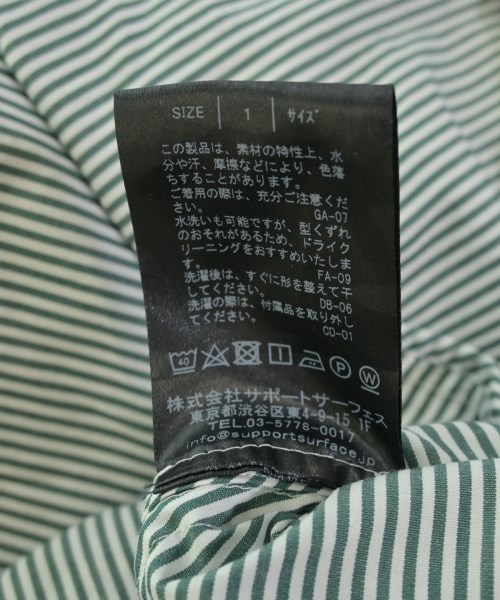 SIZE 1 サイズ
この製品は、素材の特性上、水
分や汗、摩擦などにより、色落
ちすることがあります。
ご着用の際は、充分ご注意くだ
さい。 GA-07
水洗いも可能ですが、型くずれ
のおそれがあるため、ドライク
リーニングをおすすめいたしま
す。 FA-09
洗濯後は、すぐに形を整えて干
してください。 DB-06
洗濯の際は、付属品を取り外し
てください。 CD-01
40 P W
株式会社サポートサーフェス
東京都渋谷区東4-9-15 1F
TEL.03-5778-0017
info@supportsurface.jp